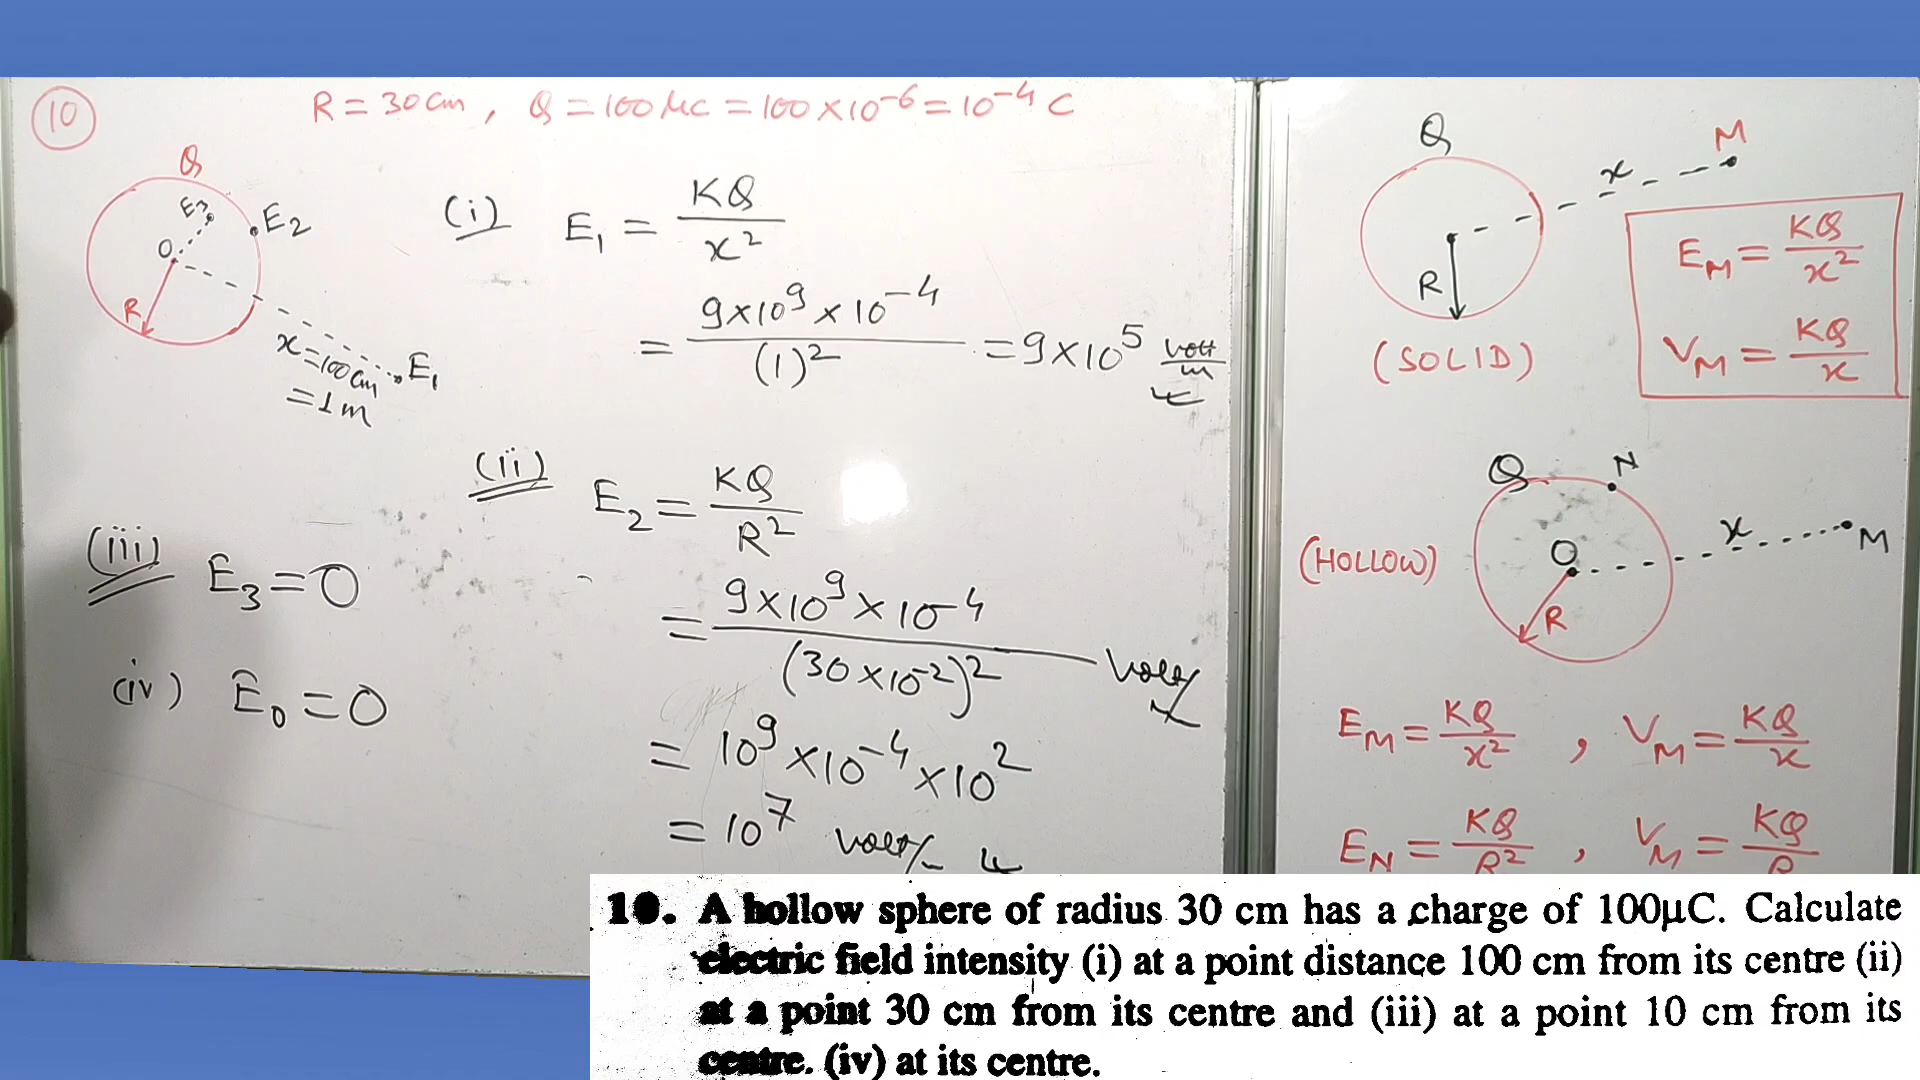 10
R = 30 cm, Q = 100 μC = 100 × 10⁻⁶ = 10⁻⁴ C
Q
E₃
E₂
O
R
x = 100 cm
= 1 m
E₁
(i) E₁ = KQ / x²
= 9×10⁹ × 10⁻⁴ / (1)² = 9×10⁵ volt/m
(ii) E₂ = KQ / R²
= 9×10⁹ × 10⁻⁴ / (30×10⁻²)² volt/
= 10⁹ × 10⁻⁴ × 10²
= 10⁷ volt/
(iii) E₃ = 0
(iv) E₀ = 0
Q
M
x
R
(SOLID)
E_M = KQ / x²
V_M = KQ / x
Q
N
O
x
M
R
(HOLLOW)
E_M = KQ / x² , V_M = KQ / x
E_N = KQ / R² , V_M = KQ / R
10. A hollow sphere of radius 30 cm has a charge of 100μC. Calculate
electric field intensity (i) at a point distance 100 cm from its centre (ii)
at a point 30 cm from its centre and (iii) at a point 10 cm from its
centre. (iv) at its centre.